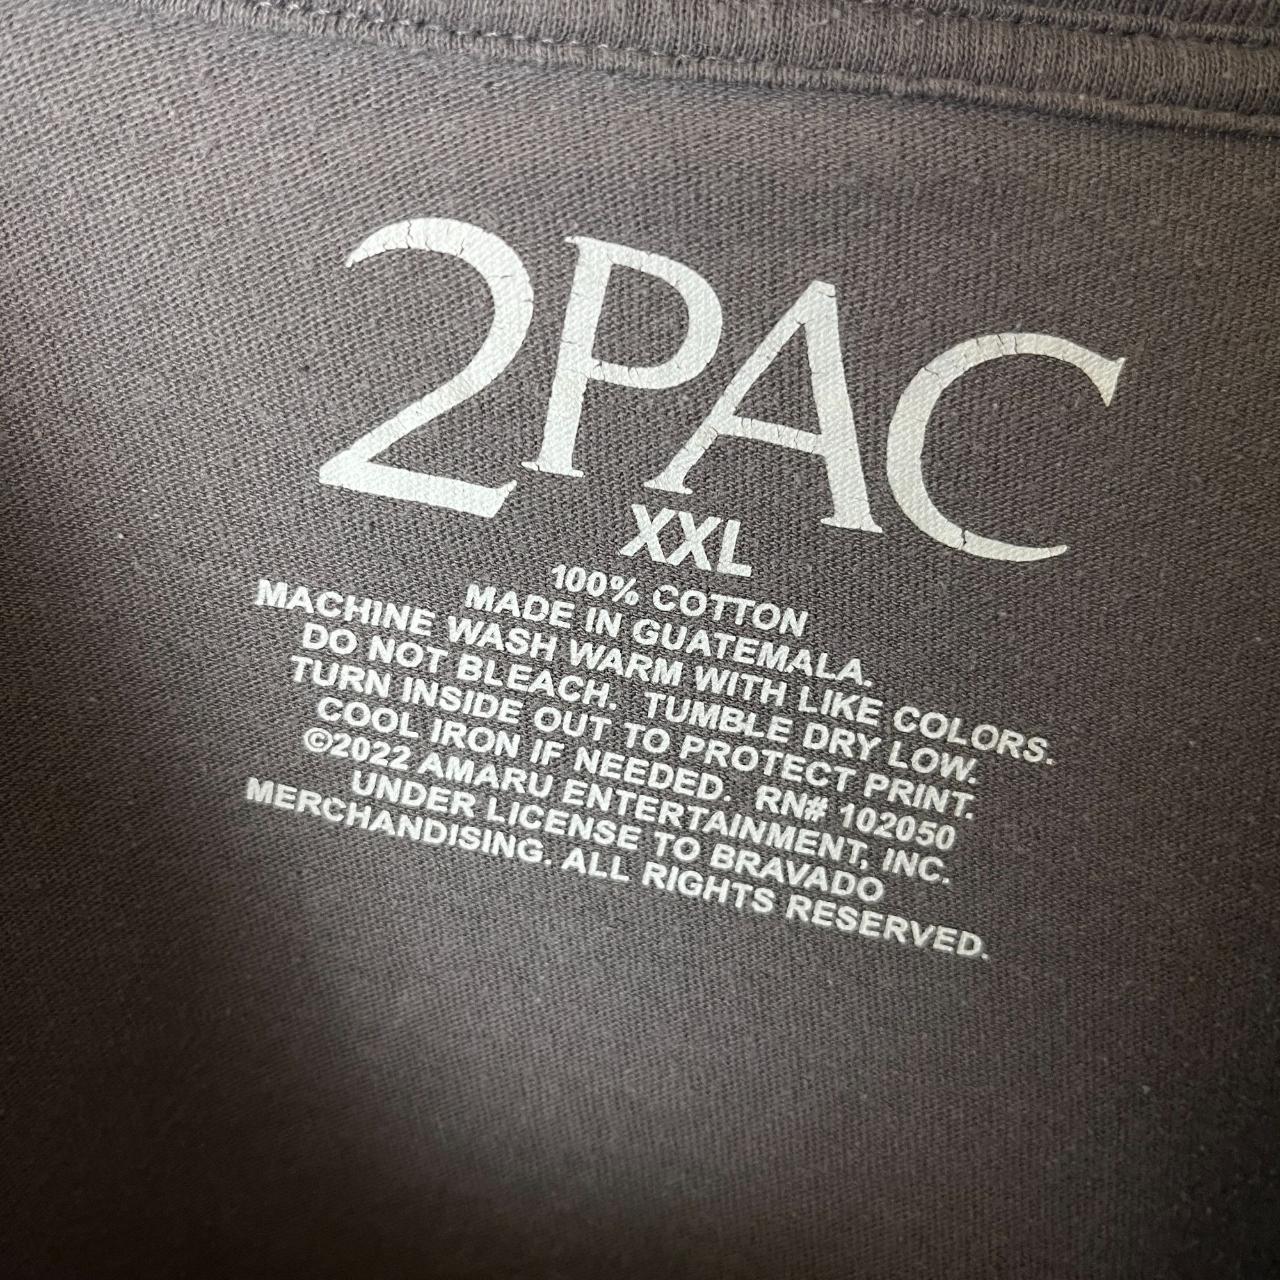 2PAC
XXL
100% COTTON
MADE IN GUATEMALA.
MACHINE WASH WARM WITH LIKE COLORS.
DO NOT BLEACH. TUMBLE DRY LOW.
TURN INSIDE OUT TO PROTECT PRINT.
COOL IRON IF NEEDED. RN# 102050
©2022 AMARU ENTERTAINMENT, INC.
UNDER LICENSE TO BRAVADO
MERCHANDISING. ALL RIGHTS RESERVED.